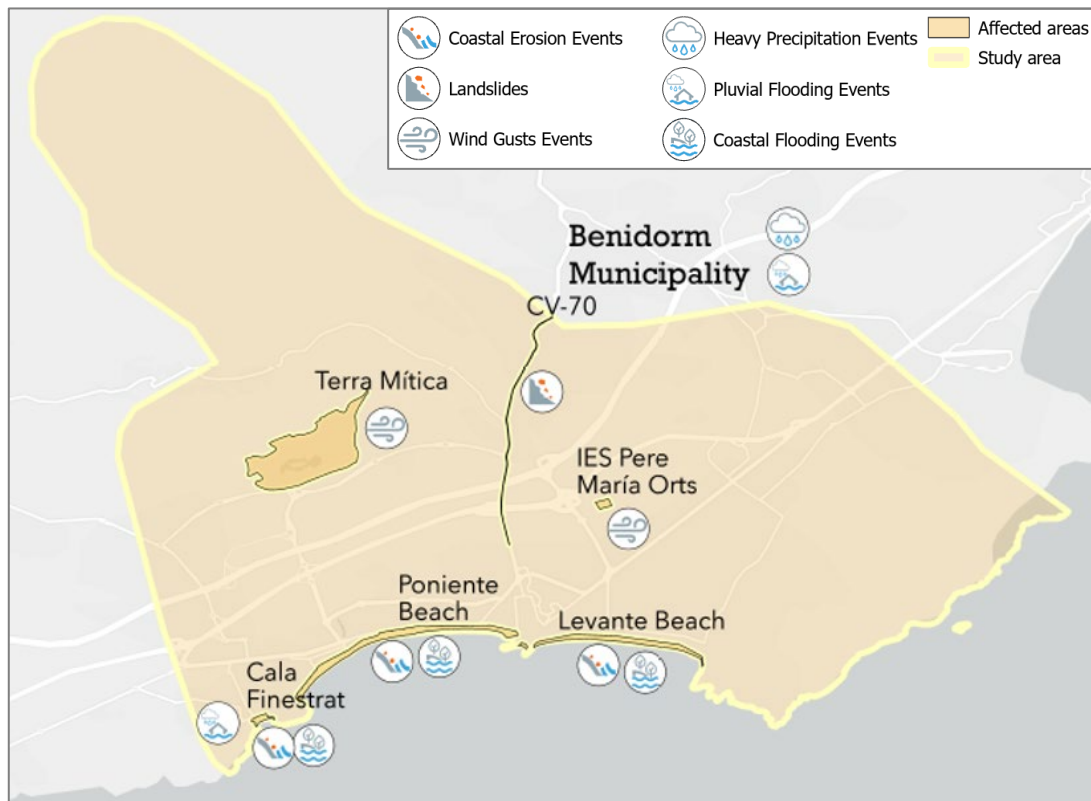 Coastal Erosion Events
Heavy Precipitation Events
Affected areas
Study area
Landslides
Pluvial Flooding Events
Wind Gusts Events
Coastal Flooding Events
Benidorm
Municipality
CV-70
Terra Mítica
IES Pere
María Orts
Poniente
Beach
Levante Beach
Cala
Finestrat